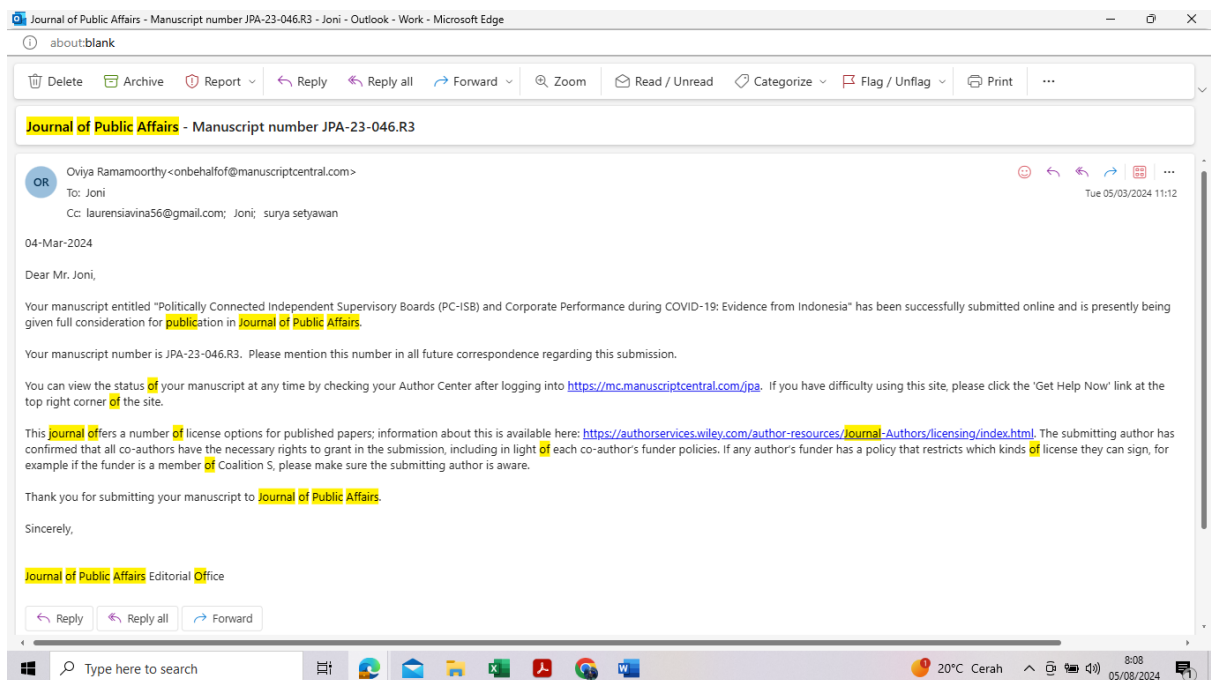 Journal of Public Affairs - Manuscript number JPA-23-046.R3 - Joni - Outlook - Work - Microsoft Edge
about:blank
Delete Archive Report Reply Reply all Forward Zoom Read / Unread Categorize Flag / Unflag Print ...
Journal of Public Affairs - Manuscript number JPA-23-046.R3
OR
Oviya Ramamoorthy<onbehalfof@manuscriptcentral.com>
To: Joni
Tue 05/03/2024 11:12
Cc: laurensiavina56@gmail.com; Joni; surya setyawan
04-Mar-2024
Dear Mr. Joni,
Your manuscript entitled "Politically Connected Independent Supervisory Boards (PC-ISB) and Corporate Performance during COVID-19: Evidence from Indonesia" has been successfully submitted online and is presently being
given full consideration for publication in Journal of Public Affairs.
Your manuscript number is JPA-23-046.R3. Please mention this number in all future correspondence regarding this submission.
You can view the status of your manuscript at any time by checking your Author Center after logging into https://mc.manuscriptcentral.com/jpa. If you have difficulty using this site, please click the 'Get Help Now' link at the
top right corner of the site.
This journal offers a number of license options for published papers; information about this is available here: https://authorservices.wiley.com/author-resources/Journal-Authors/licensing/index.html. The submitting author has
confirmed that all co-authors have the necessary rights to grant in the submission, including in light of each co-author's funder policies. If any author's funder has a policy that restricts which kinds of license they can sign, for
example if the funder is a member of Coalition S, please make sure the submitting author is aware.
Thank you for submitting your manuscript to Journal of Public Affairs.
Sincerely,
Journal of Public Affairs Editorial Office
Reply Reply all Forward
Type here to search
20°C Cerah
8:08
05/08/2024